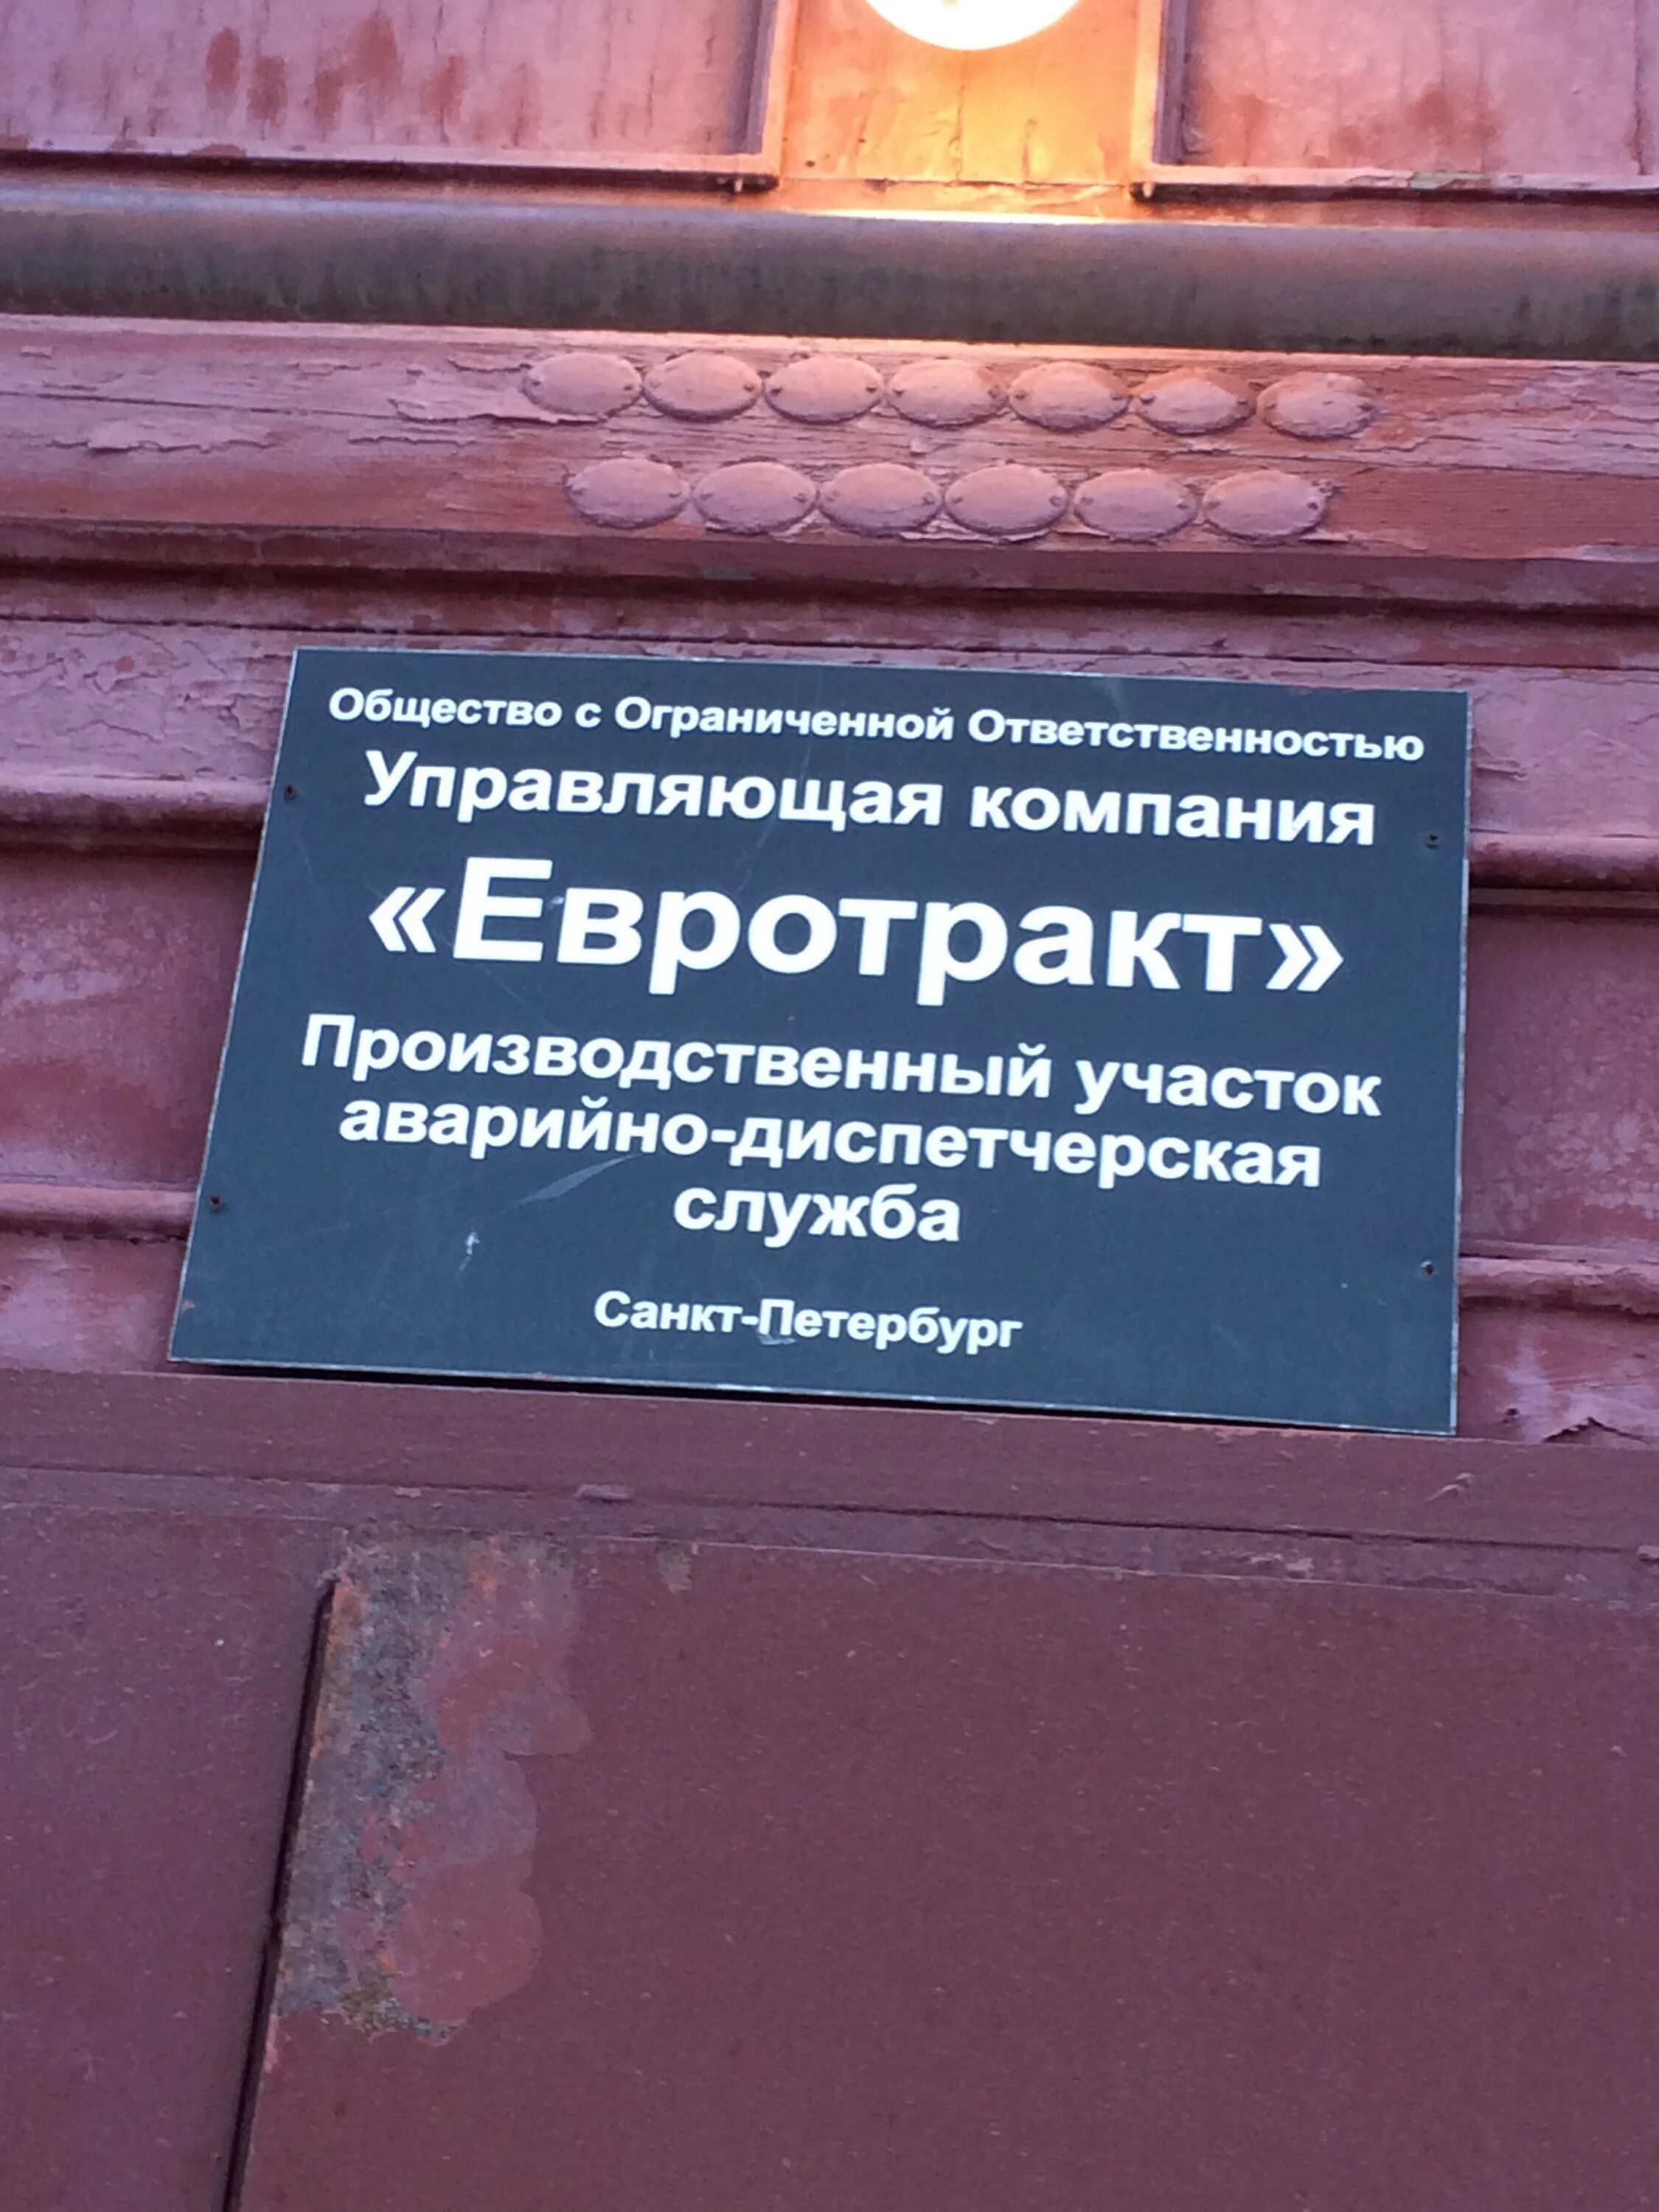 Общество с Ограниченной Ответственностью
Управляющая компания
«Евротракт»
Производственный участок
аварийно-диспетчерская
служба
Санкт-Петербург